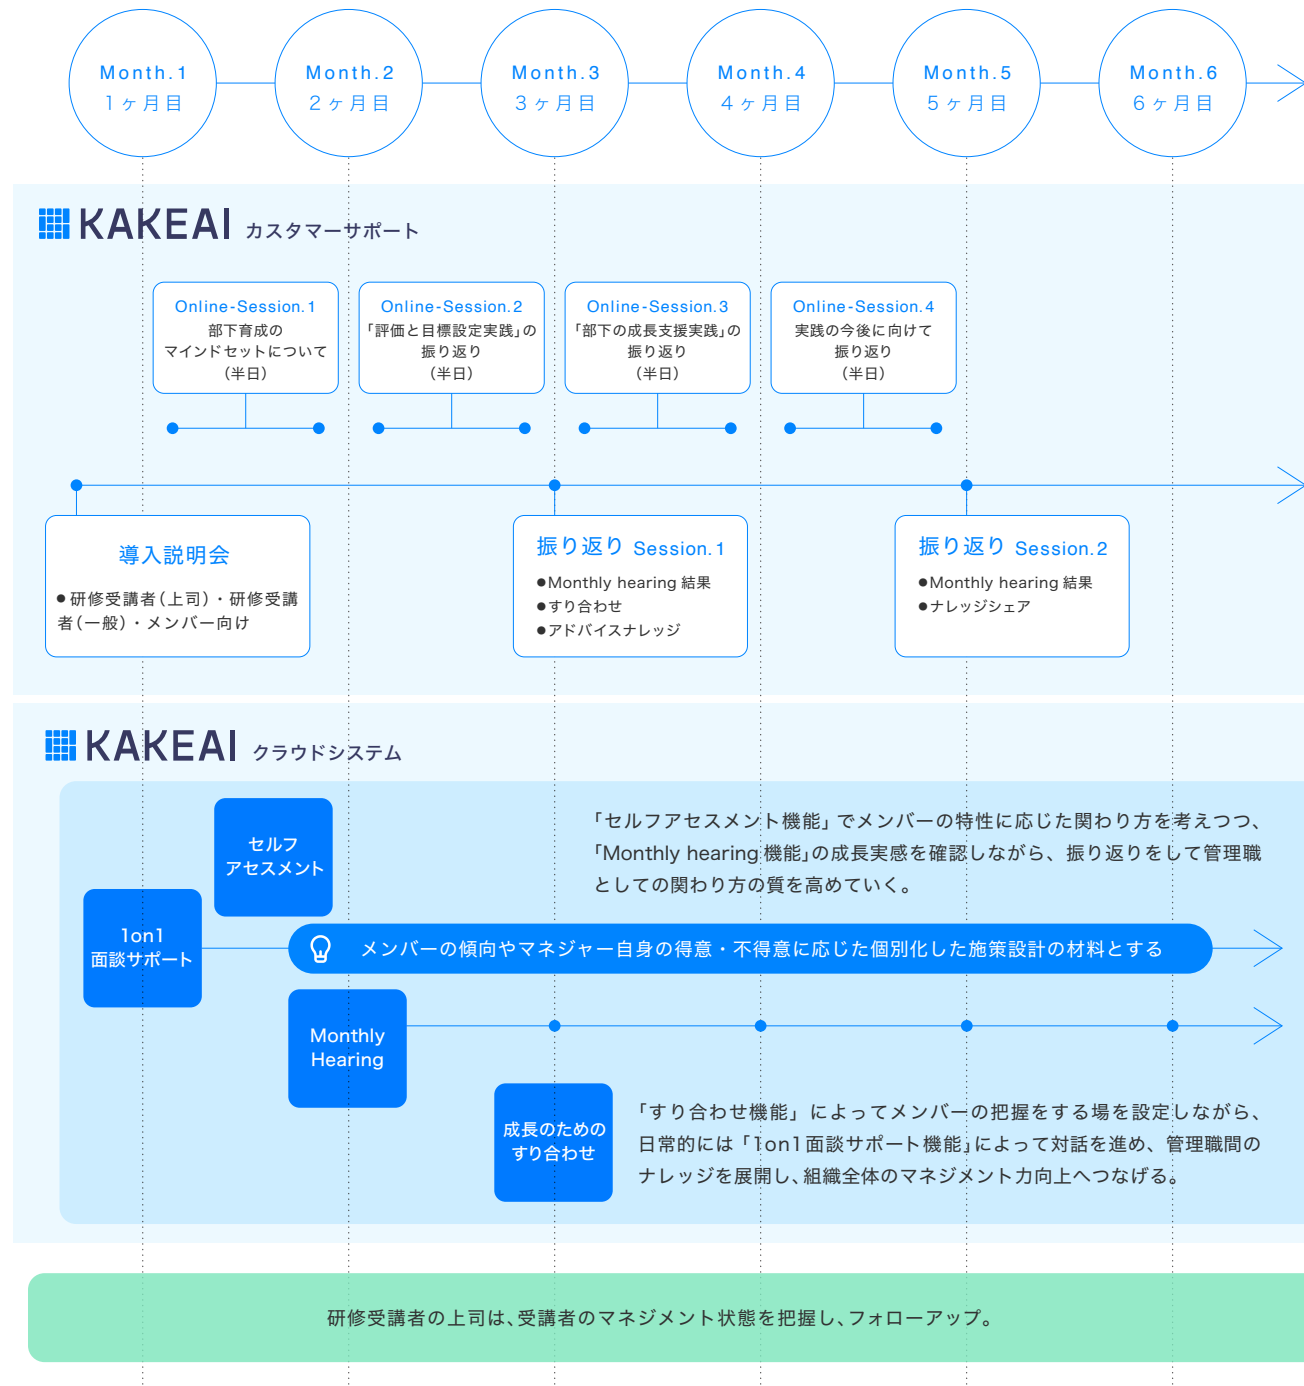 Month.1
1ヶ月目
Month.2
2ヶ月目
Month.3
3ヶ月目
Month.4
4ヶ月目
Month.5
5ヶ月目
Month.6
6ヶ月目
KAKEAI カスタマーサポート
Online-Session.1
部下育成の
マインドセットについて
(半日)
Online-Session.2
「評価と目標設定実践」の
振り返り
(半日)
Online-Session.3
「部下の成長支援実践」の
振り返り
(半日)
Online-Session.4
実践の今後に向けて
振り返り
(半日)
導入説明会
●研修受講者(上司)・研修受講
者(一般)・メンバー向け
振り返り Session.1
●Monthly hearing 結果
●すり合わせ
●アドバイスナレッジ
振り返り Session.2
●Monthly hearing 結果
●ナレッジシェア
KAKEAI クラウドシステム
セルフ
アセスメント
「セルフアセスメント機能」でメンバーの特性に応じた関わり方を考えつつ、
「Monthly hearing機能」の成長実感を確認しながら、振り返りをして管理職
としての関わり方の質を高めていく。
1on1
面談サポート
メンバーの傾向やマネジャー自身の得意・不得意に応じた個別化した施策設計の材料とする
Monthly
Hearing
成長のための
すり合わせ
「すり合わせ機能」によってメンバーの把握をする場を設定しながら、
日常的には「1on1面談サポート機能」によって対話を進め、管理職間の
ナレッジを展開し、組織全体のマネジメント力向上へつなげる。
研修受講者の上司は、受講者のマネジメント状態を把握し、フォローアップ。